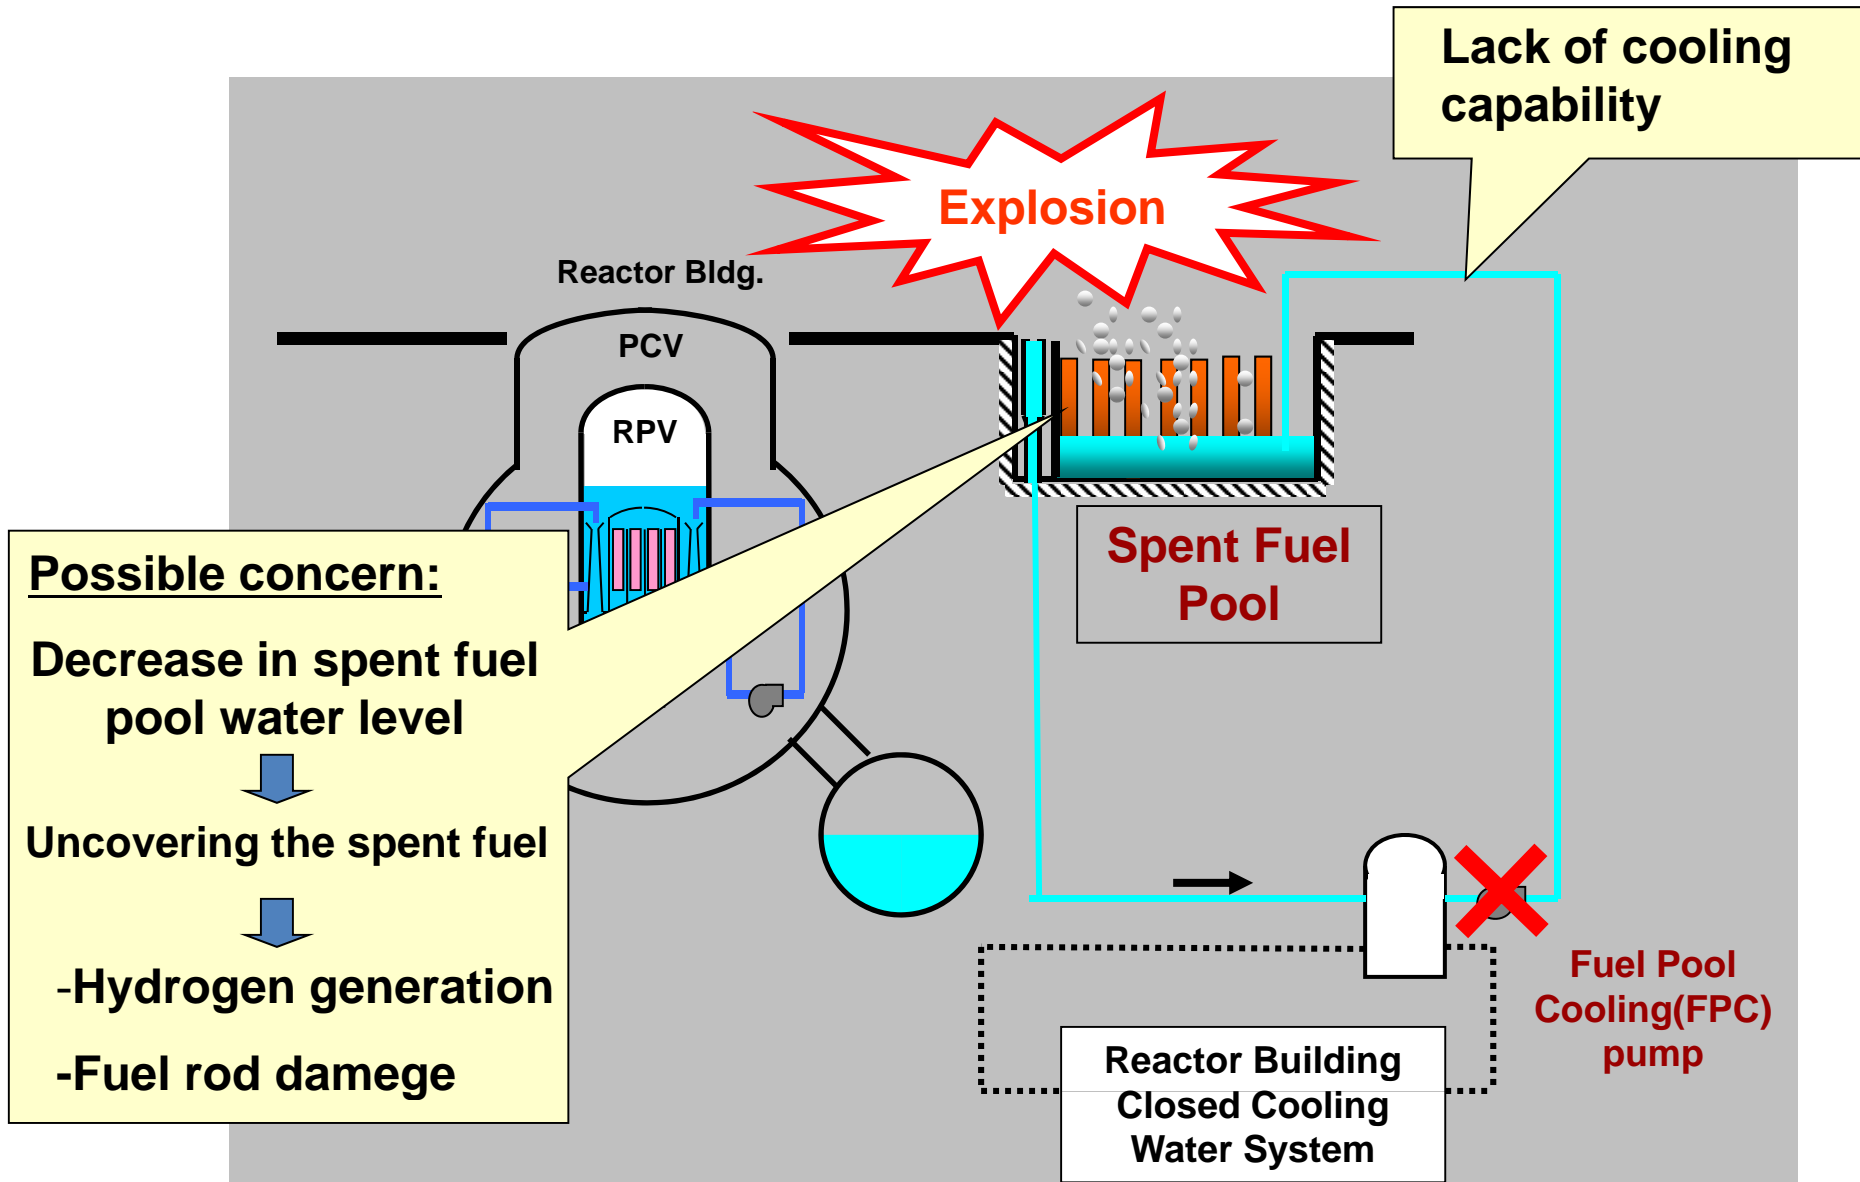 Lack of cooling
capability
Explosion
Reactor Bldg.
PCV
RPV
Spent Fuel
Pool
Possible concern:
Decrease in spent fuel
pool water level
Uncovering the spent fuel
-Hydrogen generation
-Fuel rod damege
Fuel Pool
Cooling(FPC)
pump
Reactor Building
Closed Cooling
Water System